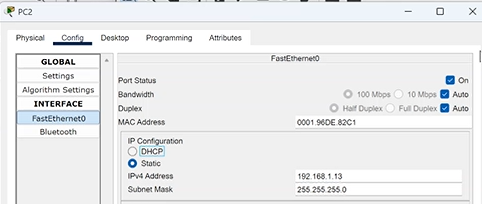 PC2
Physical Config Desktop Programming Attributes
GLOBAL
Settings
Algorithm Settings
INTERFACE
FastEthernet0
Bluetooth
FastEthernet0
Port Status On
Bandwidth 100 Mbps 10 Mbps Auto
Duplex Half Duplex Full Duplex Auto
MAC Address 0001.96DE.82C1
IP Configuration
DHCP
Static
IPv4 Address 192.168.1.13
Subnet Mask 255.255.255.0